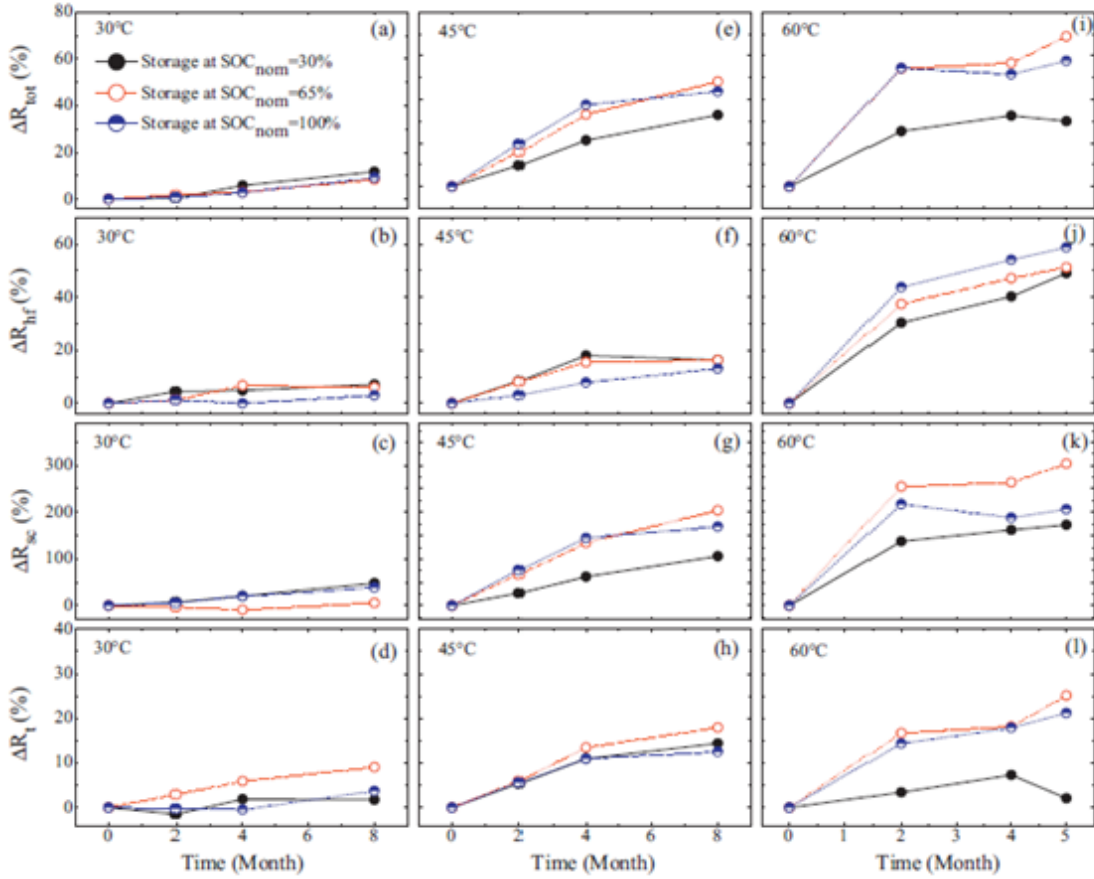 30°C (a)
45°C (e)
60°C (i)
Storage at SOCnom=30%
Storage at SOCnom=65%
Storage at SOCnom=100%
ΔRtot (%)
80
60
40
20
0
30°C (b)
45°C (f)
60°C (j)
ΔRhf (%)
60
40
20
0
30°C (c)
45°C (g)
60°C (k)
ΔRsc (%)
300
200
100
0
30°C (d)
45°C (h)
60°C (l)
ΔRt (%)
40
30
20
10
0
0 2 4 6 8
0 2 4 6 8
0 1 2 3 4 5
Time (Month)
Time (Month)
Time (Month)